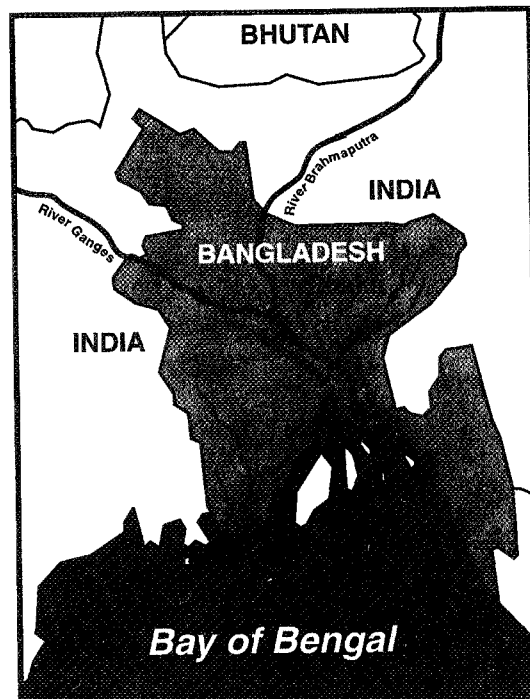 BHUTAN
River Brahmaputra
INDIA
River Ganges
BANGLADESH
INDIA
Bay of Bengal